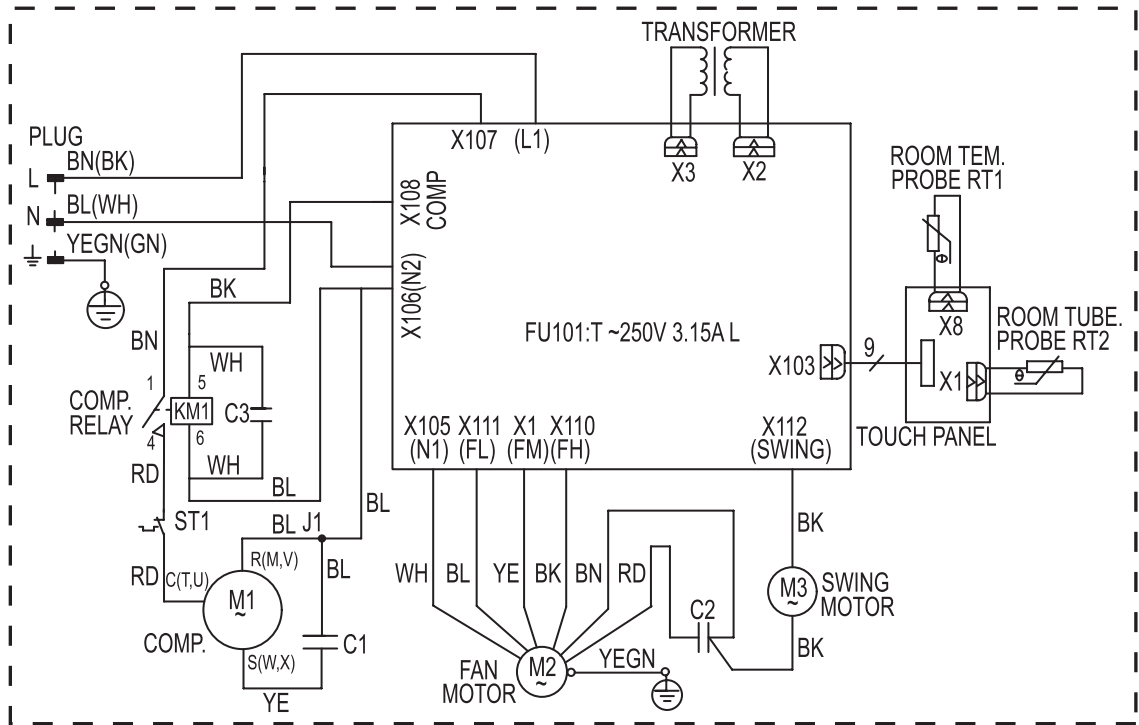 TRANSFORMER
X107 (L1)
X3
X2
PLUG
L
BN(BK)
N
BL(WH)
YEGN(GN)
X108
COMP
X106(N2)
ROOM TEM.
PROBE RT1
θ
X8
ROOM TUBE.
PROBE RT2
θ
X1
TOUCH PANEL
FU101:T ~250V 3.15A L
X103
9
BK
BN
WH
1
5
COMP.
RELAY
KM1
C3
4
6
WH
RD
BL
ST1
BL
J1
BL
RD
C(T,U)
R(M,V)
BL
M1
~
COMP.
S(W,X)
C1
YE
X105
(N1)
X111
(FL)
X1
(FM)
X110
(FH)
X112
(SWING)
WH
BL
YE
BK
BN
RD
BK
C2
M3
~
SWING
MOTOR
BK
FAN
MOTOR
M2
~
YEGN